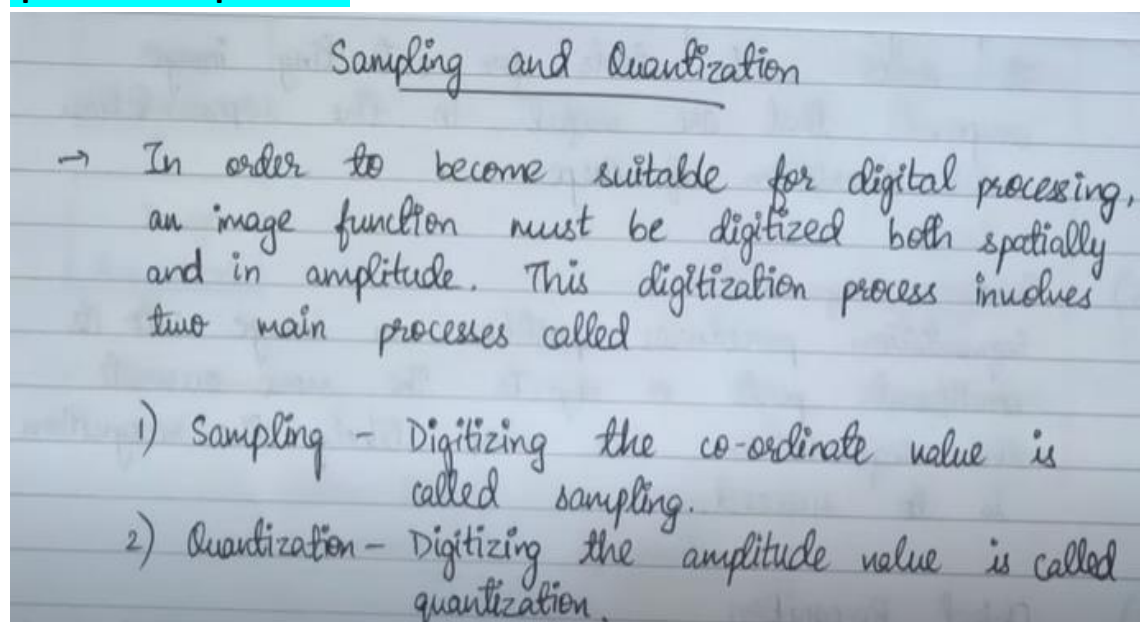 Sampling and Quantization
→ In order to become suitable for digital processing,
an image function must be digitized both spatially
and in amplitude. This digitization process involves
two main processes called
1) Sampling - Digitizing the co-ordinate value is
called sampling.
2) Quantization - Digitizing the amplitude value is called
quantization.